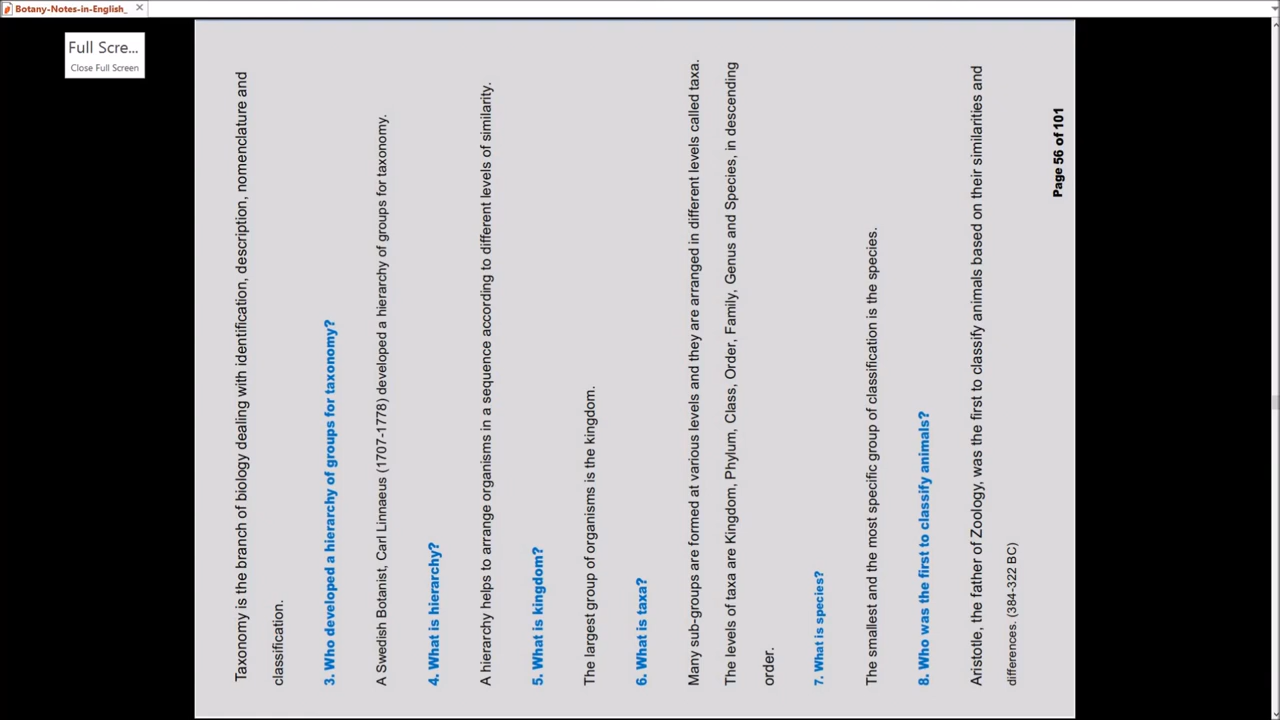 Botany-Notes-in-English_
Full Scre...
Close Full Screen
Taxonomy is the branch of biology dealing with identification, description, nomenclature and
classification.
3. Who developed a hierarchy of groups for taxonomy?
A Swedish Botanist, Carl Linnaeus (1707-1778) developed a hierarchy of groups for taxonomy.
4. What is hierarchy?
A hierarchy helps to arrange organisms in a sequence according to different levels of similarity.
5. What is kingdom?
The largest group of organisms is the kingdom.
6. What is taxa?
Many sub-groups are formed at various levels and they are arranged in different levels called taxa.
The levels of taxa are Kingdom, Phylum, Class, Order, Family, Genus and Species, in descending
order.
7. What is species?
The smallest and the most specific group of classification is the species.
8. Who was the first to classify animals?
Aristotle, the father of Zoology, was the first to classify animals based on their similarities and
differences. (384-322 BC)
Page 56 of 101